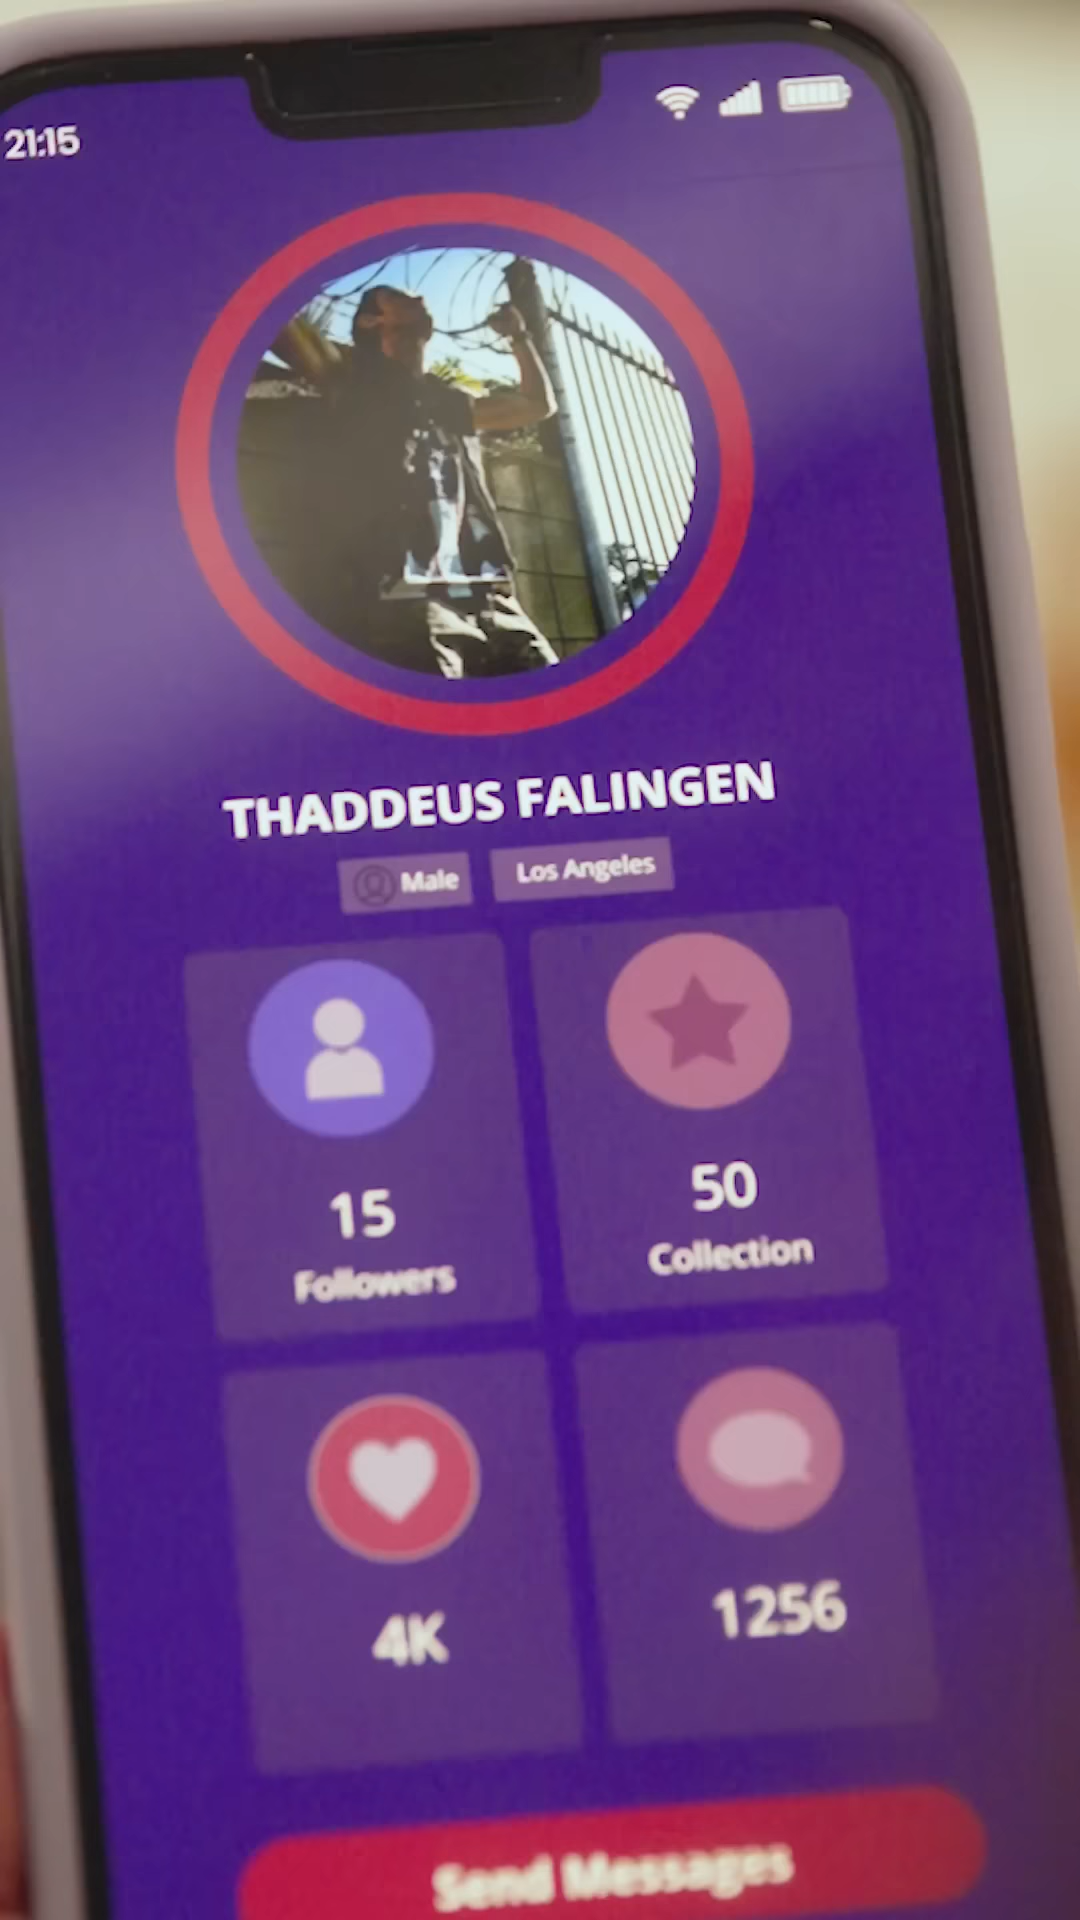 21:15
THADDEUS FALINGEN
Male
Los Angeles
15
Followers
50
Collection
4K
1256
Send Messages